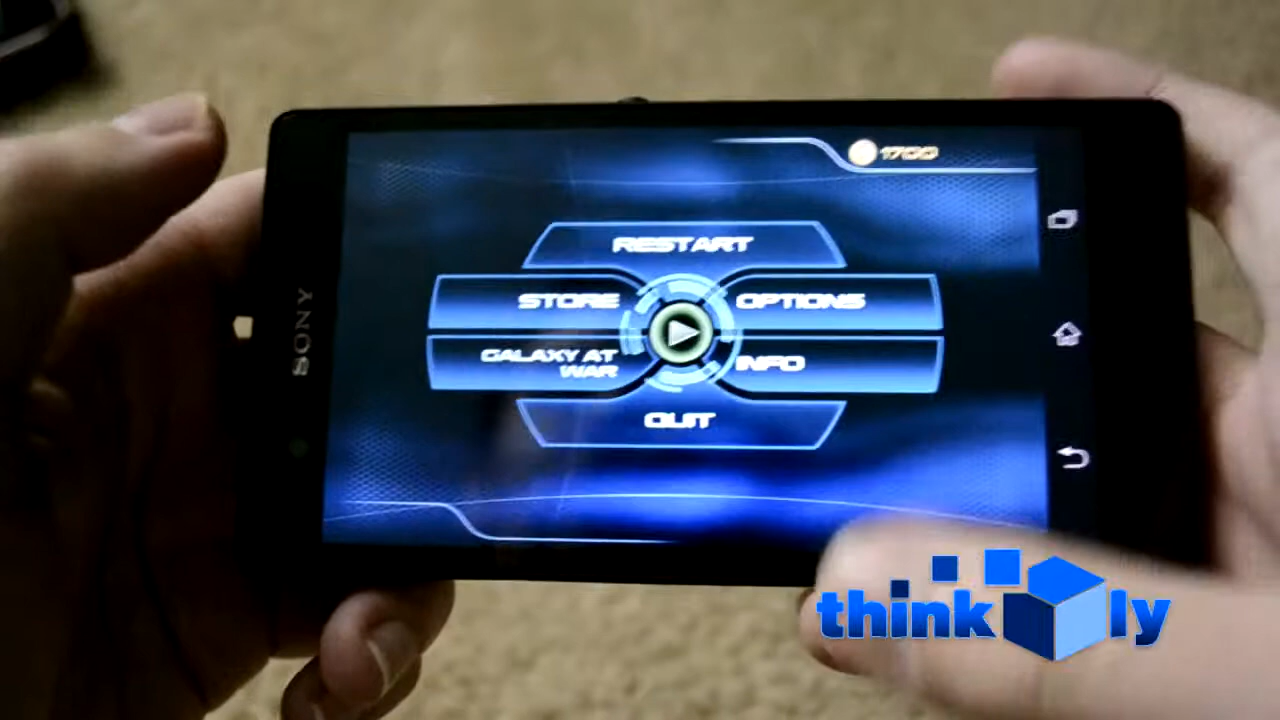 1700
RESTART
STORE
OPTIONS
GALAXY AT
WAR
INFO
QUIT
SONY
thinkly